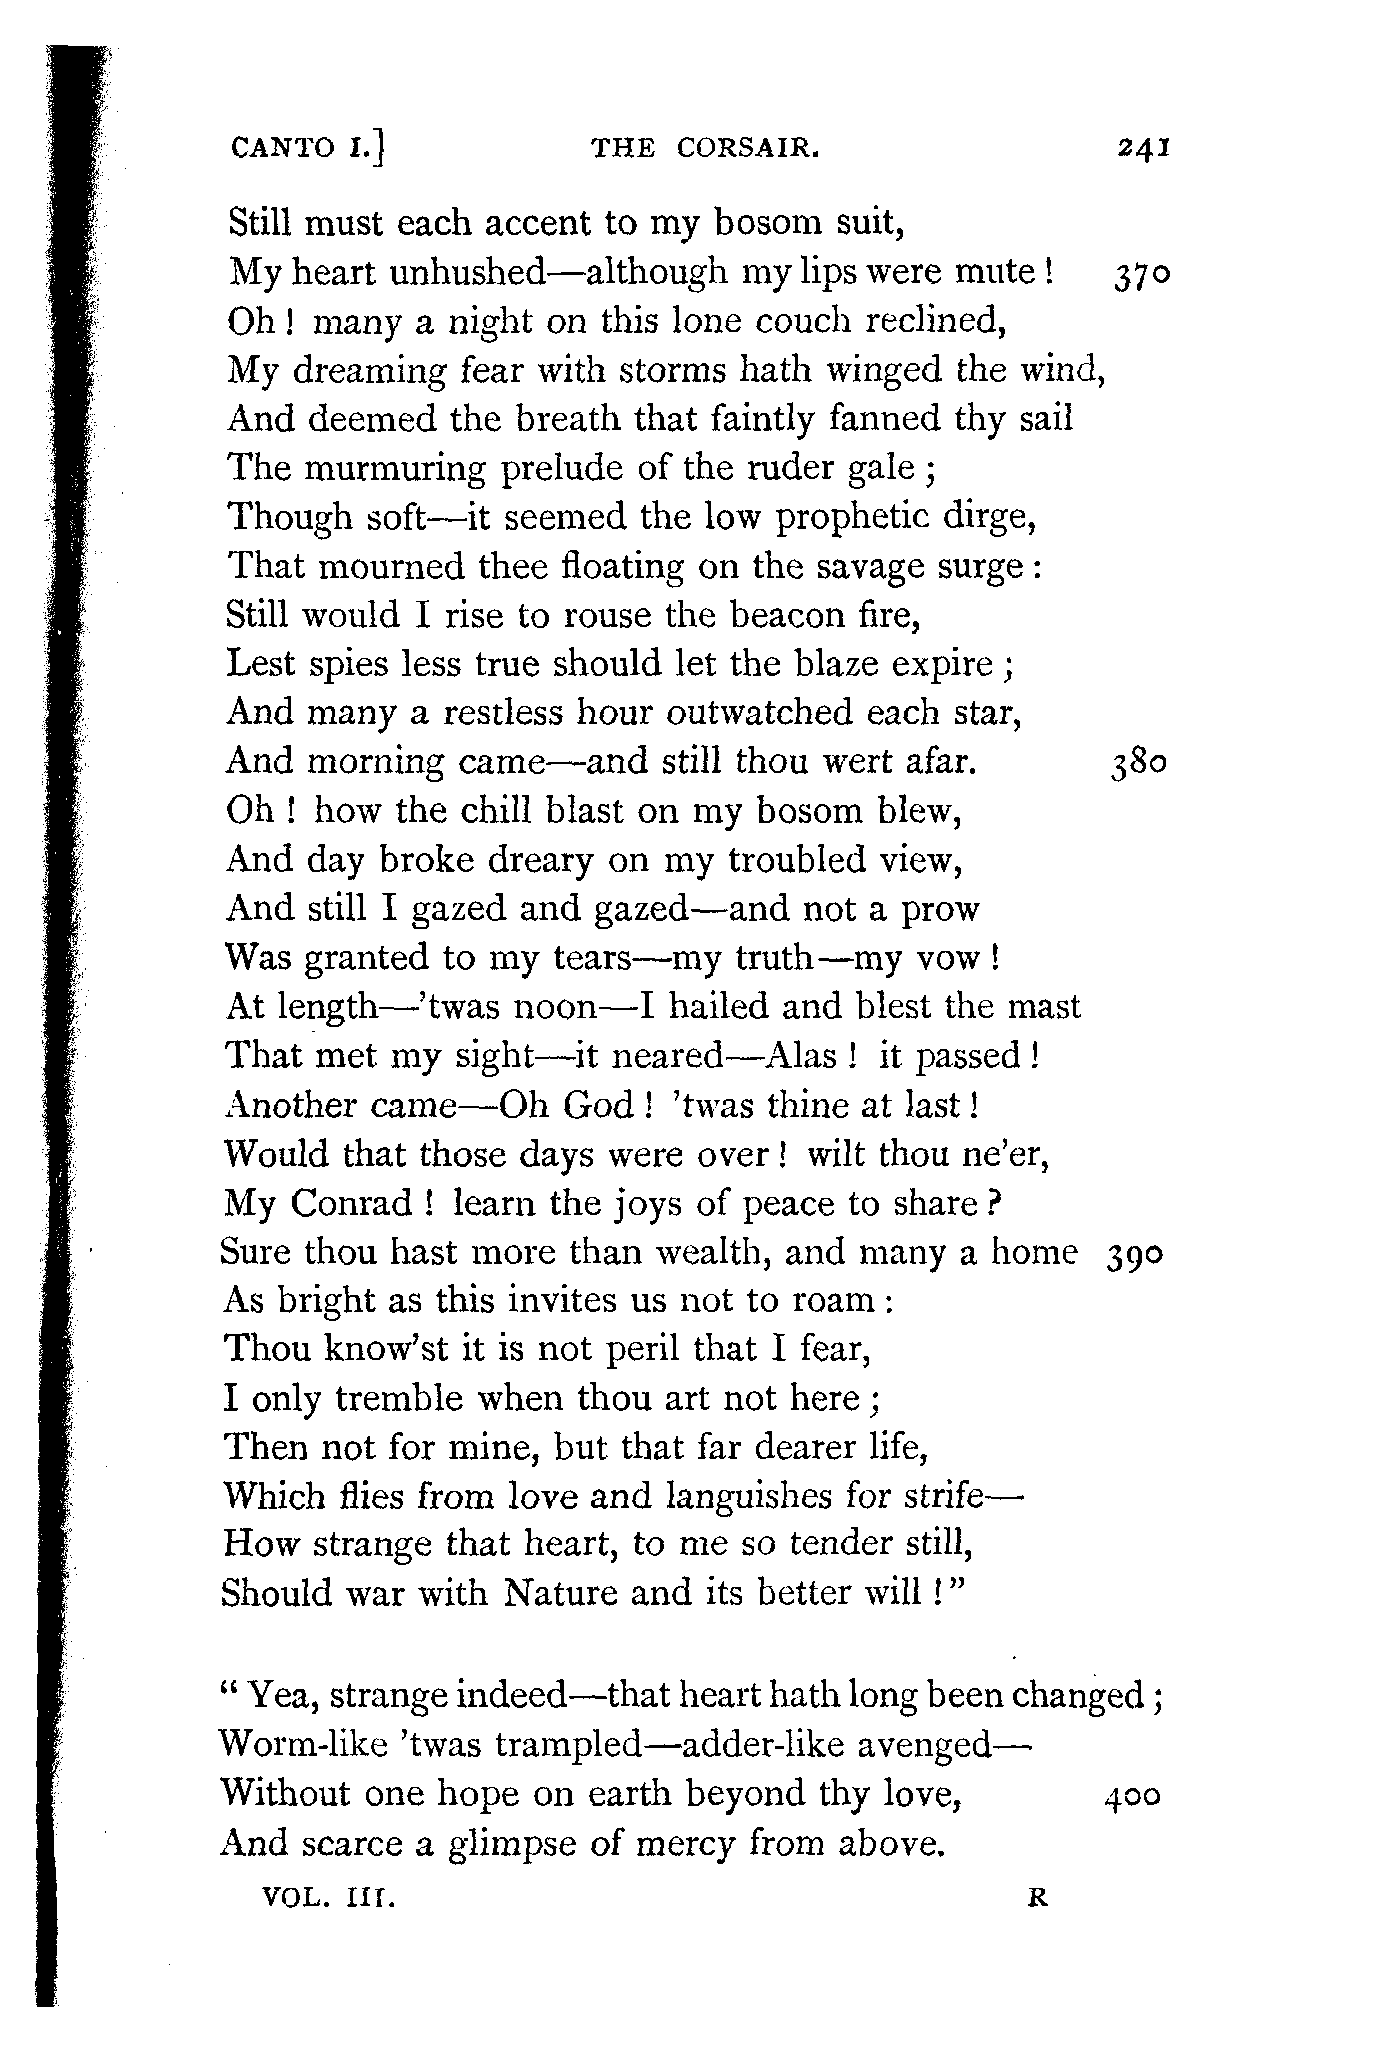 CANTO I.] THE CORSAIR. 241
Still must each accent to my bosom suit,
My heart unhushed—although my lips were mute! 370
Oh! many a night on this lone couch reclined,
My dreaming fear with storms hath winged the wind,
And deemed the breath that faintly fanned thy sail
The murmuring prelude of the ruder gale;
Though soft—it seemed the low prophetic dirge,
That mourned thee floating on the savage surge:
Still would I rise to rouse the beacon fire,
Lest spies less true should let the blaze expire;
And many a restless hour outwatched each star,
And morning came—and still thou wert afar. 380
Oh! how the chill blast on my bosom blew,
And day broke dreary on my troubled view,
And still I gazed and gazed—and not a prow
Was granted to my tears—my truth—my vow!
At length—'twas noon—I hailed and blest the mast
That met my sight—it neared—Alas! it passed!
Another came—Oh God! 'twas thine at last!
Would that those days were over! wilt thou ne'er,
My Conrad! learn the joys of peace to share?
Sure thou hast more than wealth, and many a home 390
As bright as this invites us not to roam:
Thou know'st it is not peril that I fear,
I only tremble when thou art not here;
Then not for mine, but that far dearer life,
Which flies from love and languishes for strife—
How strange that heart, to me so tender still,
Should war with Nature and its better will!"
"Yea, strange indeed—that heart hath long been changed;
Worm-like 'twas trampled—adder-like avenged—
Without one hope on earth beyond thy love, 400
And scarce a glimpse of mercy from above.
VOL. III. R